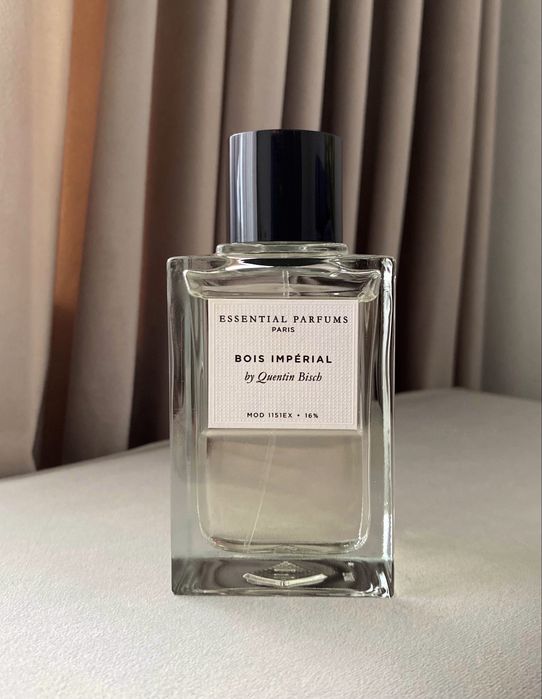 ESSENTIAL PARFUMS
PARIS
BOIS IMPÉRIAL
by Quentin Bisch
MOD 1151EX + 16%